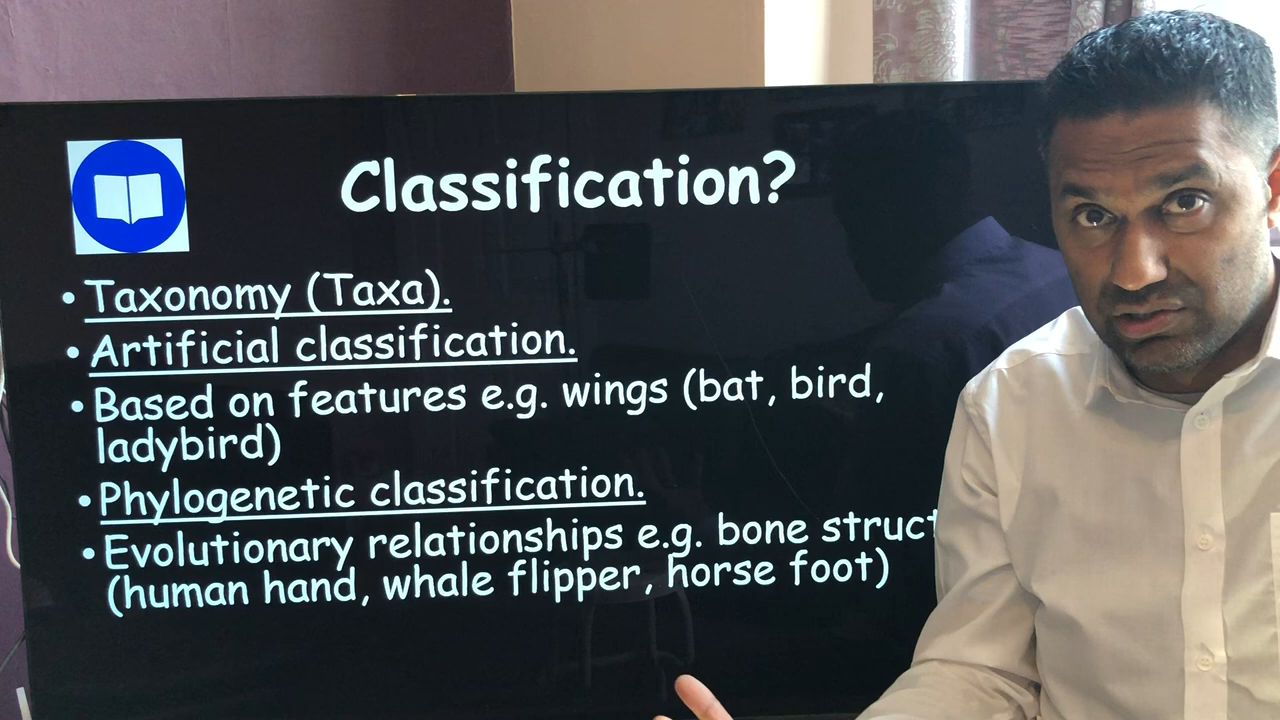 Classification?
• Taxonomy (Taxa).
• Artificial classification.
• Based on features e.g. wings (bat, bird,
ladybird)
• Phylogenetic classification.
• Evolutionary relationships e.g. bone
(human hand, whale flipper, horse foot)